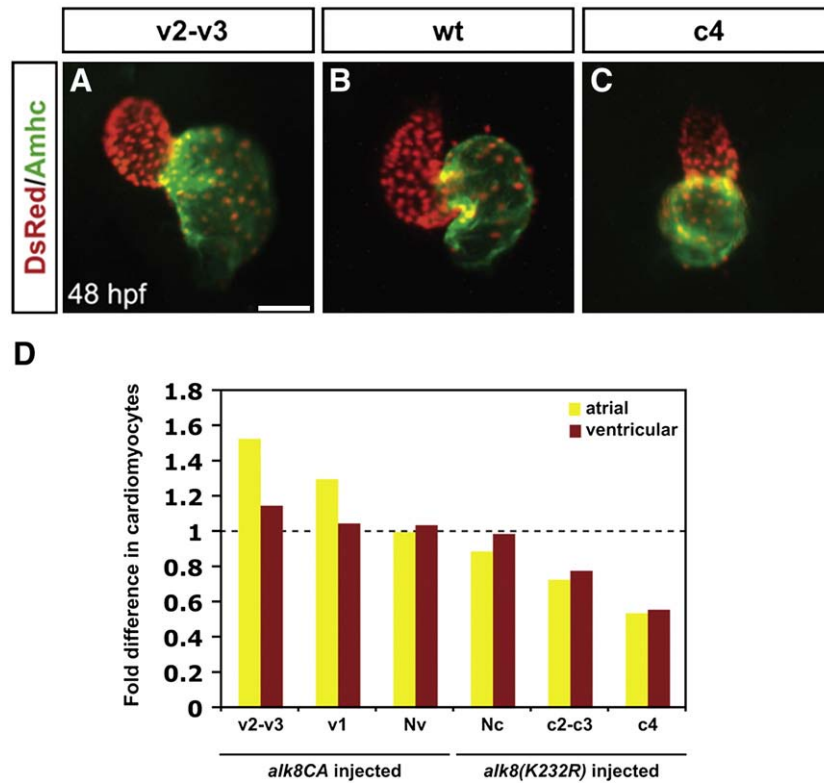 v2-v3 wt c4
DsRed/Amhc
A B C
48 hpf
D
Fold difference in cardiomyocytes
1.8
1.6
1.4
1.2
1
0.8
0.6
0.4
0.2
0
atrial
ventricular
v2-v3 v1 Nv Nc c2-c3 c4
alk8CA injected alk8(K232R) injected